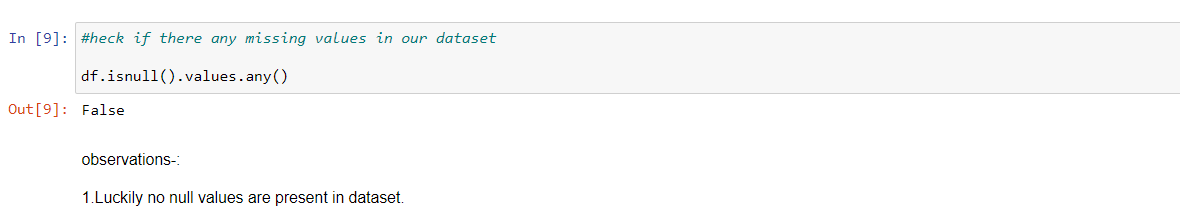 In [9]: #heck if there any missing values in our dataset
df.isnull().values.any()
Out[9]: False
observations-:
1.Luckily no null values are present in dataset.